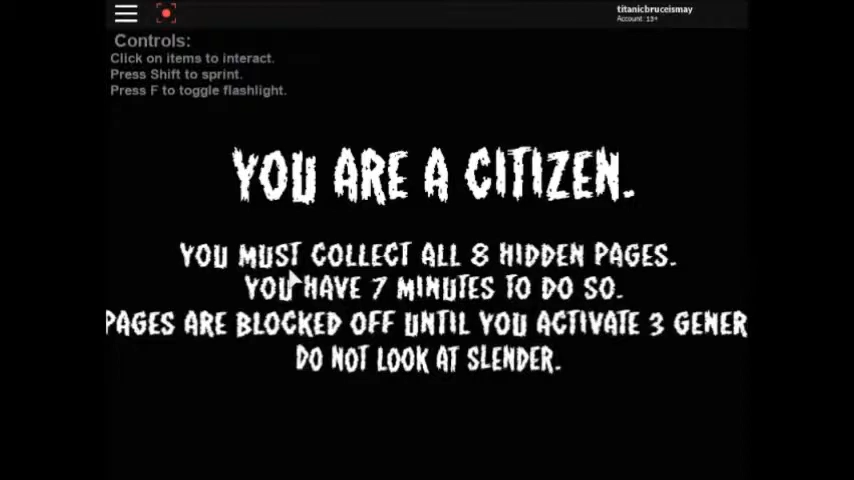 titanicbruceismay
Account: 13+
Controls:
Click on items to interact.
Press Shift to sprint.
Press F to toggle flashlight.
YOU ARE A CITIZEN.
YOU MUST COLLECT ALL 8 HIDDEN PAGES.
YOU HAVE 7 MINUTES TO DO SO.
PAGES ARE BLOCKED OFF UNTIL YOU ACTIVATE 3 GENER
DO NOT LOOK AT SLENDER.